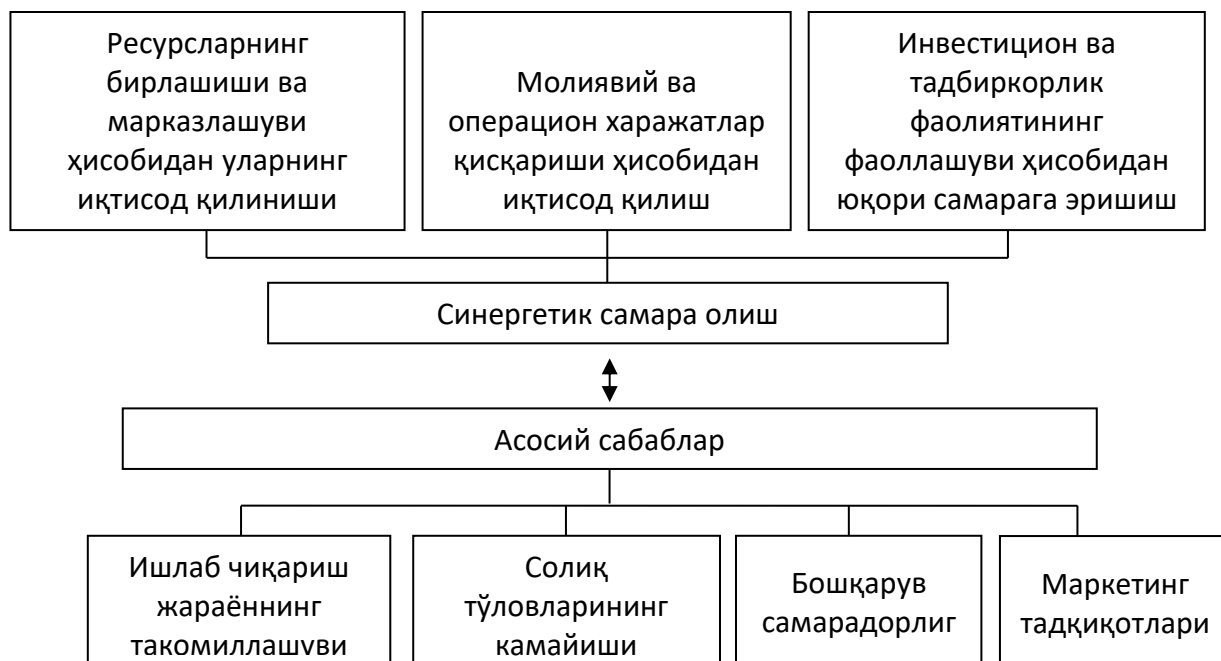 Ресурсларнинг
бирлашиши ва
марказлашуви
ҳисобидан уларнинг
иқтисод қилиниши
Молиявий ва
операцион харажатлар
қисқариши ҳисобидан
иқтисод қилиш
Инвестицион ва
тадбиркорлик
фаолиятининг
фаоллашуви ҳисобидан
юқори самарага эришиш
Синергетик самара олиш
Асосий сабаблар
Ишлаб чиқариш
жараённинг
такомиллашуви
Солиқ
тўловларининг
камайиши
Бошқарув
самарадорлиг
Маркетинг
тадқиқотлари